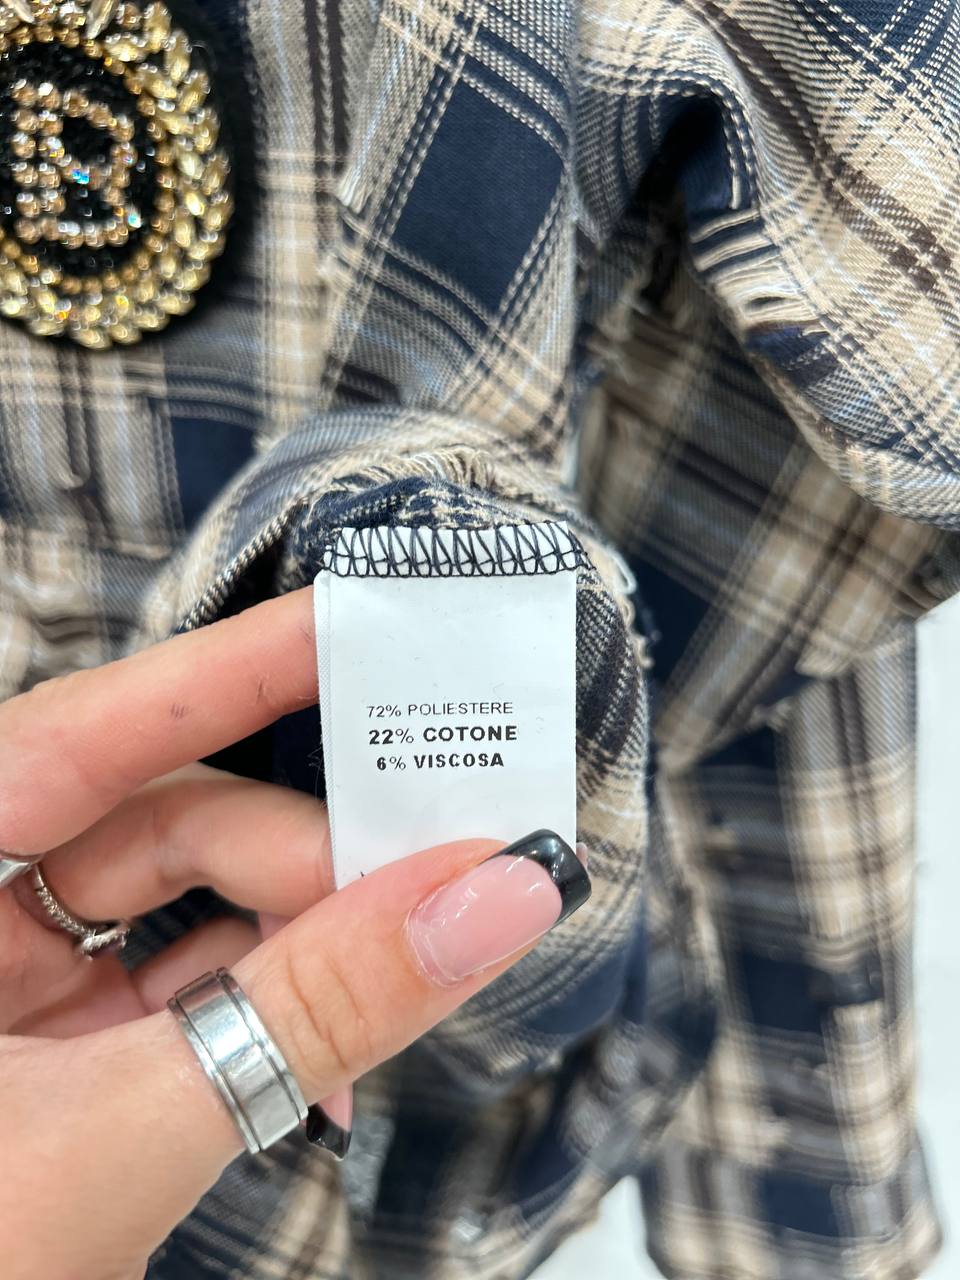 72% POLIESTERE
22% COTONE
6% VISCOSA